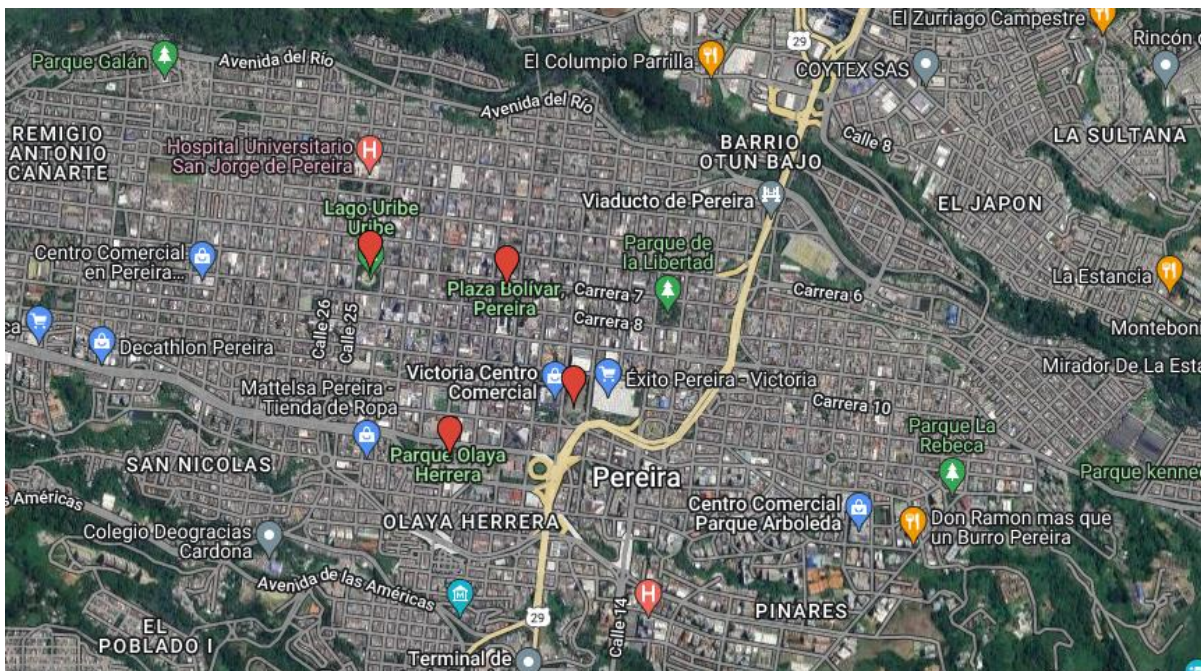 El Zurriago Campestre
29
Rincón
Parque Galán
Avenida del Río
El Columpio Parrilla
COYTEX SAS
Avenida del Río
REMIGIO
ANTONIO
CAÑARTE
Hospital Universitario
San Jorge de Pereira
H
BARRIO
OTUN BAJO
Calle 8
LA SULTANA
Viaducto de Pereira
EL JAPON
Lago Uribe
Uribe
Centro Comercial
en Pereira...
Parque de
la Libertad
Plaza Bolívar,
Pereira
Carrera 7
Carrera 6
La Estancia
Calle 26
Calle 25
Carrera 8
Montebon
ca
Decathlon Pereira
Mirador De La Esta
Victoria Centro
Comercial
Éxito Pereira - Victoria
Mattelsa Pereira -
Tienda de Ropa
Carrera 10
Parque La
Rebeca
Parque Olaya
Herrera
SAN NICOLAS
Parque kenne
Pereira
as Américas
Centro Comercial
Parque Arboleda
OLAYA HERRERA
Don Ramon mas que
un Burro Pereira
Colegio Deogracias
Cardona
Avenida de las Américas
H
PINARES
29
Calle 14
EL
POBLADO I
Terminal de